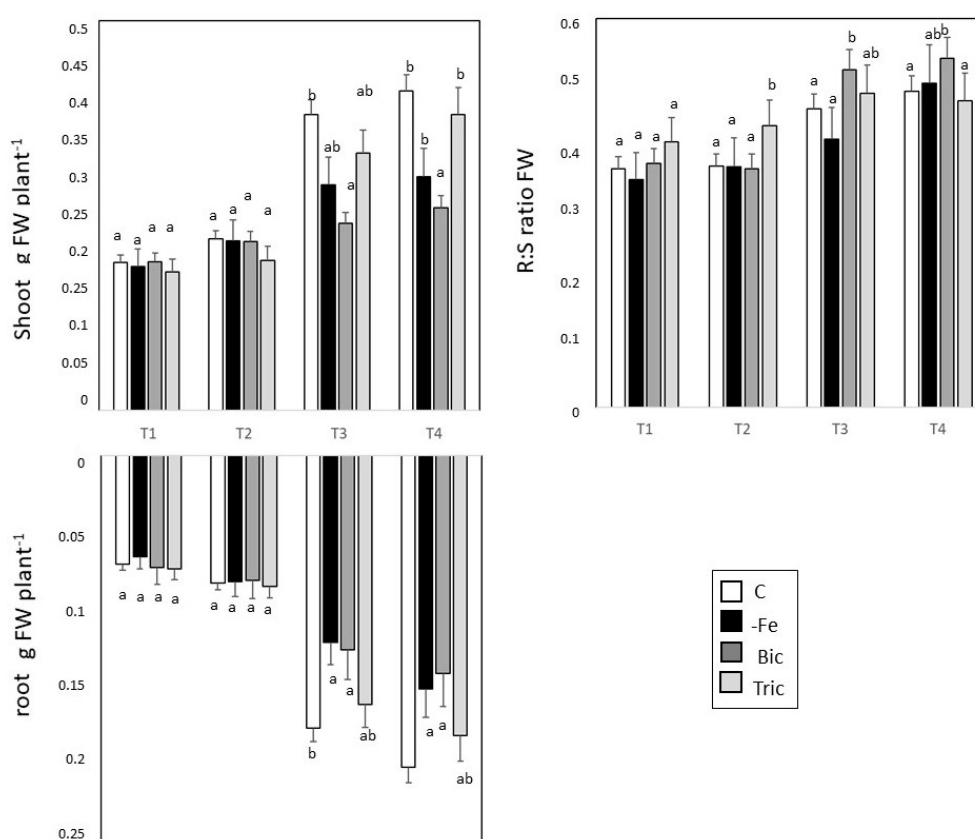 Shoot g FW plant⁻¹
0.5
0.45
0.4
0.35
0.3
0.25
0.2
0.25
0.1
0.05
0
a a a a
a a a a
b ab a ab
b b a b
T1 T2 T3 T4
R:S ratio FW
0.6
0.5
0.4
0.3
0.2
0.1
0
a a a a
a a a b
a a b ab
a ab b a
T1 T2 T3 T4
root g FW plant⁻¹
0
0.05
0.1
0.15
0.2
0.25
a a a a
a a a a
b a a ab
a a ab
C
-Fe
Bic
Tric